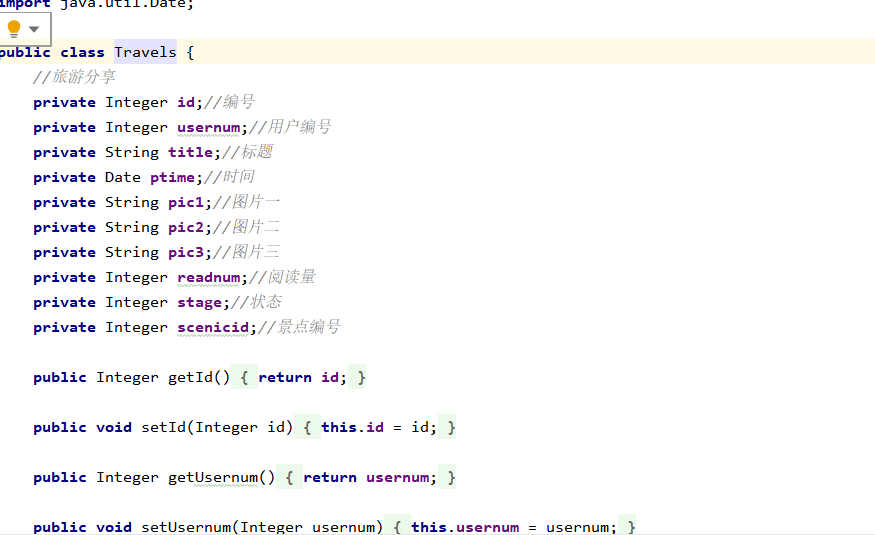 import java.util.Date;
public class Travels {
//旅游分享
private Integer id;//编号
private Integer usernum;//用户编号
private String title;//标题
private Date ptime;//时间
private String pic1;//图片一
private String pic2;//图片二
private String pic3;//图片三
private Integer readnum;//阅读量
private Integer stage;//状态
private Integer scenicid;//景点编号
public Integer getId() { return id; }
public void setId(Integer id) { this.id = id; }
public Integer getUsernum() { return usernum; }
public void setUsernum(Integer usernum) { this.usernum = usernum; }